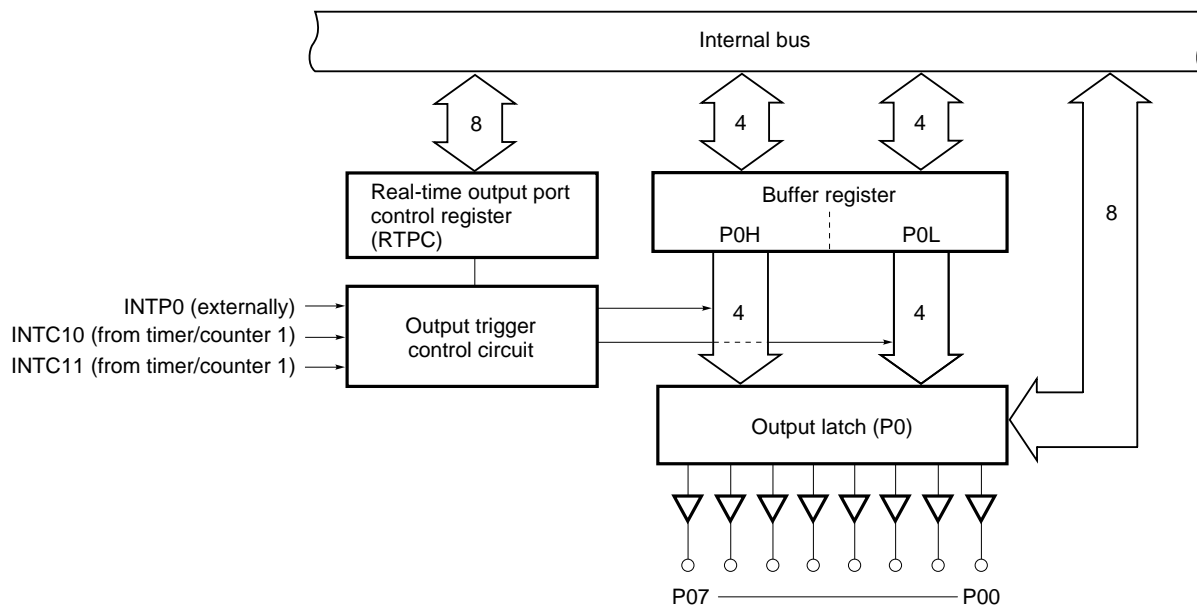 Internal bus
8
4
4
8
Real-time output port
control register
(RTPC)
Buffer register
P0H
P0L
INTP0 (externally)
INTC10 (from timer/counter 1)
INTC11 (from timer/counter 1)
Output trigger
control circuit
4
4
Output latch (P0)
P07
P00